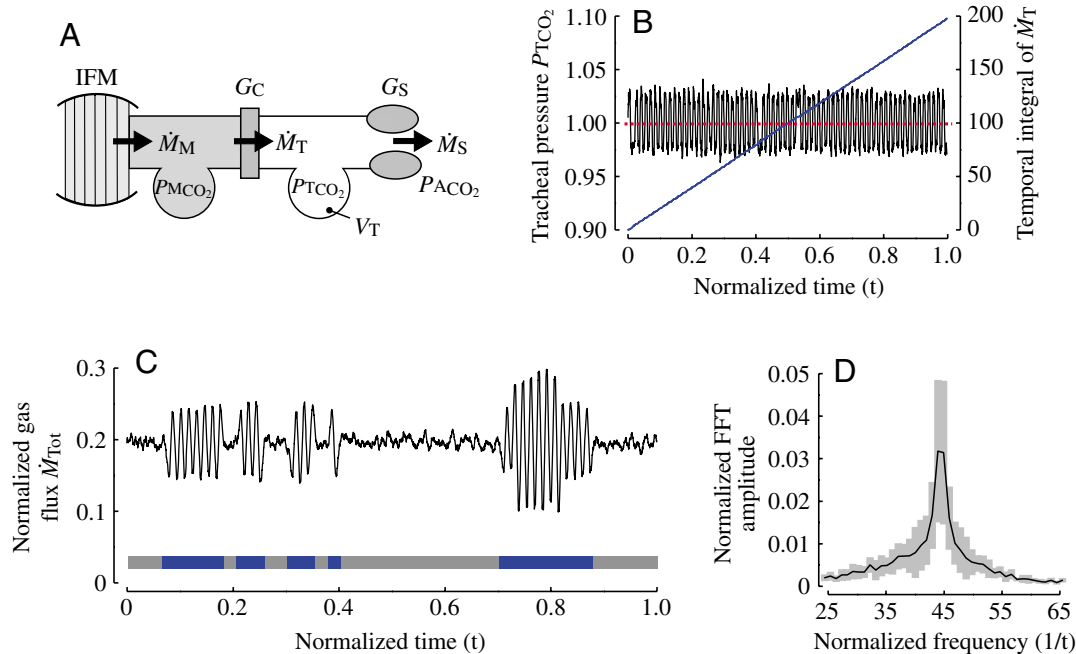 A
IFM
GC
GS
ṀM
ṀT
ṀS
PMCO2
PTCO2
PACO2
VT
B
Tracheal pressure PTCO2
1.10
1.05
1.00
0.95
0.90
200
150
100
50
0
Temporal integral of ṀT
0 0.2 0.4 0.6 0.8 1.0
Normalized time (t)
C
Normalized gas
flux ṀTot
0.3
0.2
0.1
0
0 0.2 0.4 0.6 0.8 1.0
Normalized time (t)
D
Normalized FFT
amplitude
0.05
0.04
0.03
0.02
0.01
0
25 35 45 55 65
Normalized frequency (1/t)